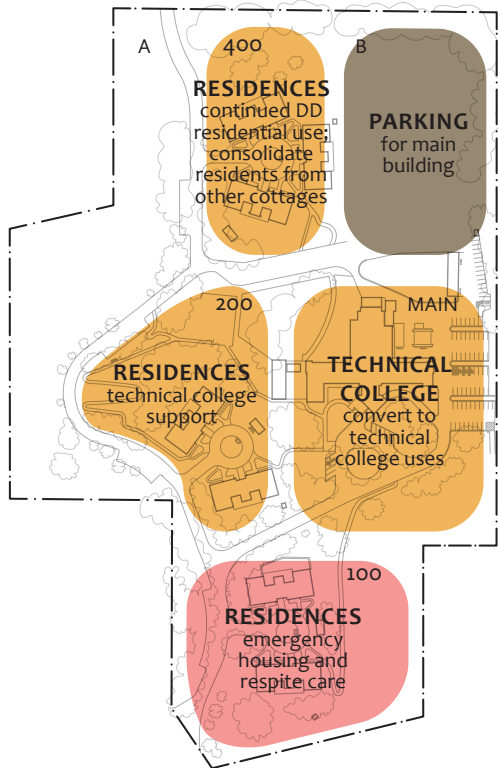 A
400
RESIDENCES
continued DD
residential use;
consolidate
residents from
other cottages
B
PARKING
for main
building
200
RESIDENCES
technical college
support
MAIN
TECHNICAL
COLLEGE
convert to
technical
college uses
100
RESIDENCES
emergency
housing and
respite care